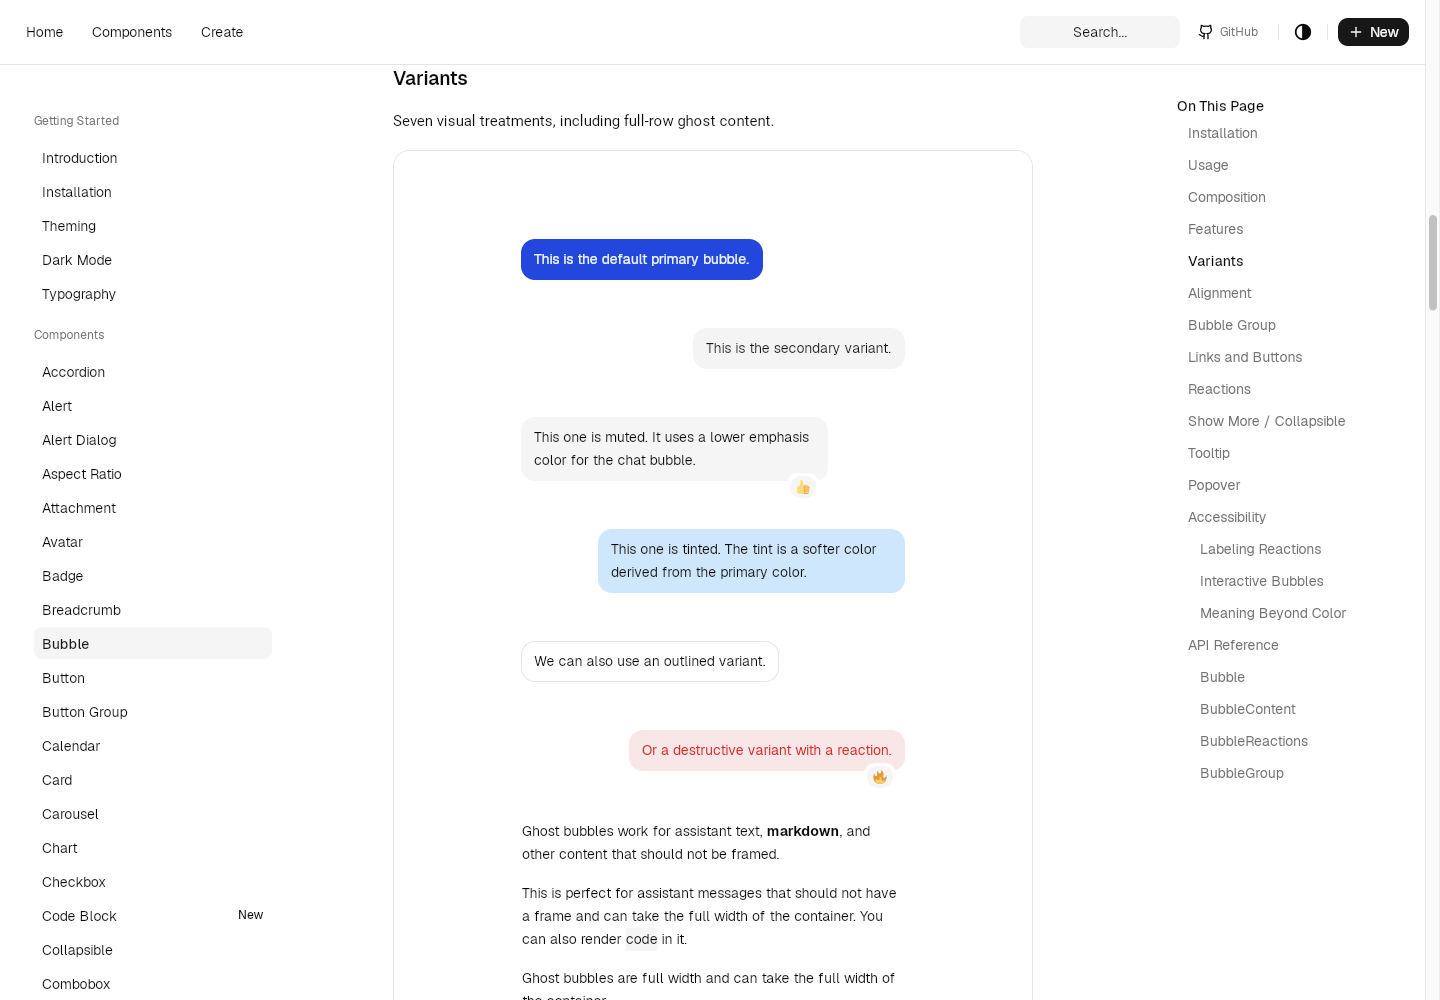 Home
Components
Create
Search...
GitHub
New
Getting Started
Introduction
Installation
Theming
Dark Mode
Typography
Components
Accordion
Alert
Alert Dialog
Aspect Ratio
Attachment
Avatar
Badge
Breadcrumb
Bubble
Button
Button Group
Calendar
Card
Carousel
Chart
Checkbox
Code Block
New
Collapsible
Combobox
Variants
Seven visual treatments, including full-row ghost content.
This is the default primary bubble.
This is the secondary variant.
This one is muted. It uses a lower emphasis
color for the chat bubble.
This one is tinted. The tint is a softer color
derived from the primary color.
We can also use an outlined variant.
Or a destructive variant with a reaction.
Ghost bubbles work for assistant text, markdown, and
other content that should not be framed.
This is perfect for assistant messages that should not have
a frame and can take the full width of the container. You
can also render code in it.
Ghost bubbles are full width and can take the full width of
the container.
On This Page
Installation
Usage
Composition
Features
Variants
Alignment
Bubble Group
Links and Buttons
Reactions
Show More / Collapsible
Tooltip
Popover
Accessibility
Labeling Reactions
Interactive Bubbles
Meaning Beyond Color
API Reference
Bubble
BubbleContent
BubbleReactions
BubbleGroup